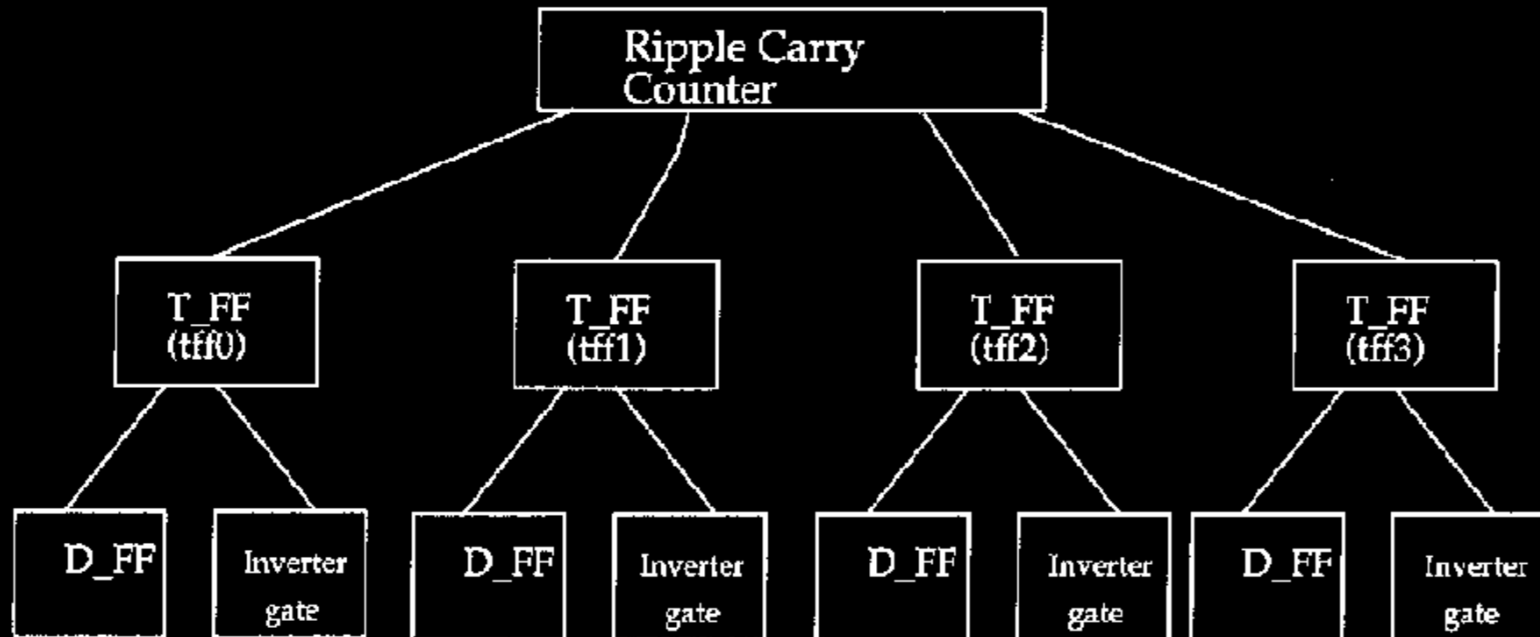 Ripple Carry
Counter
T_FF
(tff0)
T_FF
(tff1)
T_FF
(tff2)
T_FF
(tff3)
D_FF
Inverter
gate
D_FF
Inverter
gate
D_FF
Inverter
gate
D_FF
Inverter
gate